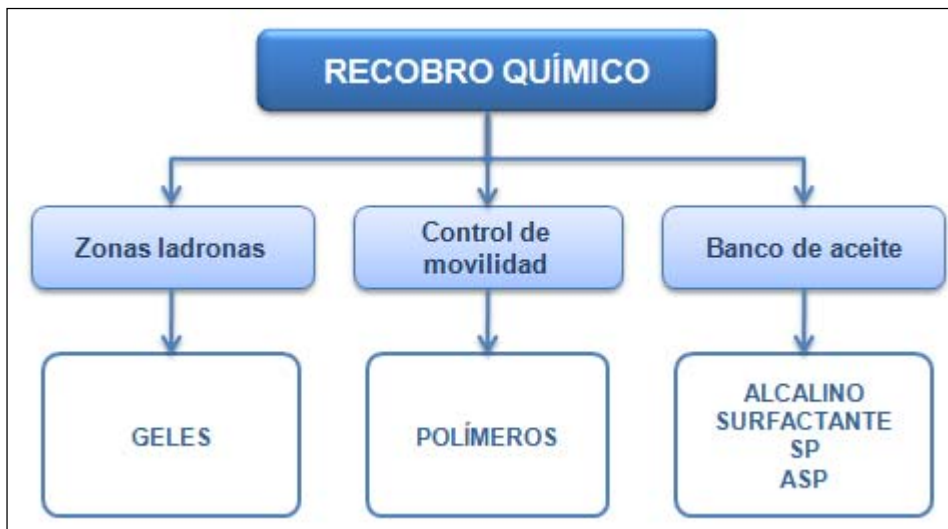 RECOBRO QUÍMICO
Zonas ladronas
Control de
movilidad
Banco de aceite
GELES
POLÍMEROS
ALCALINO
SURFACTANTE
SP
ASP